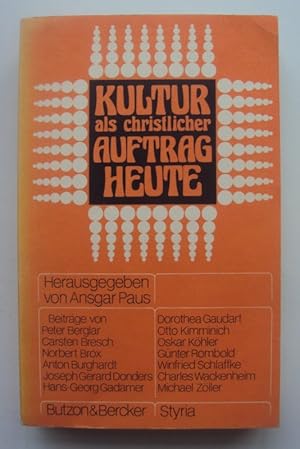 KULTUR
als christlicher
AUFTRAG
HEUTE
Herausgegeben
von Ansgar Paus
Beiträge von
Peter Berglar
Carsten Bresch
Norbert Brox
Anton Burghardt
Joseph Gerard Donders
Hans-Georg Gadamer
Dorothea Gaudart
Otto Kimminich
Oskar Köhler
Günter Rombold
Winfried Schlaffke
Charles Wackenheim
Michael Zöller
Butzon & Bercker
Styria